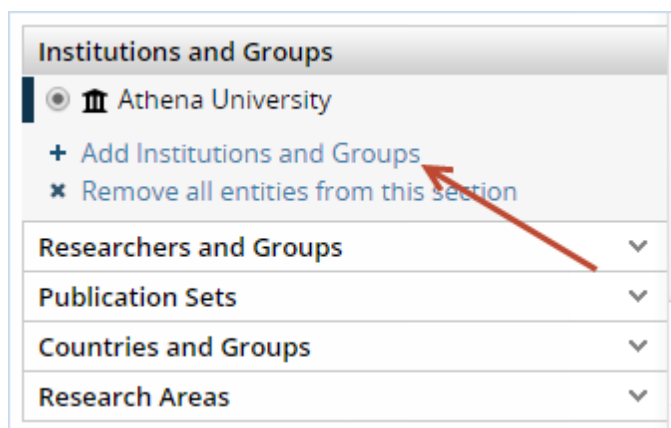 Institutions and Groups
Athena University
+ Add Institutions and Groups
× Remove all entities from this section
Researchers and Groups
Publication Sets
Countries and Groups
Research Areas